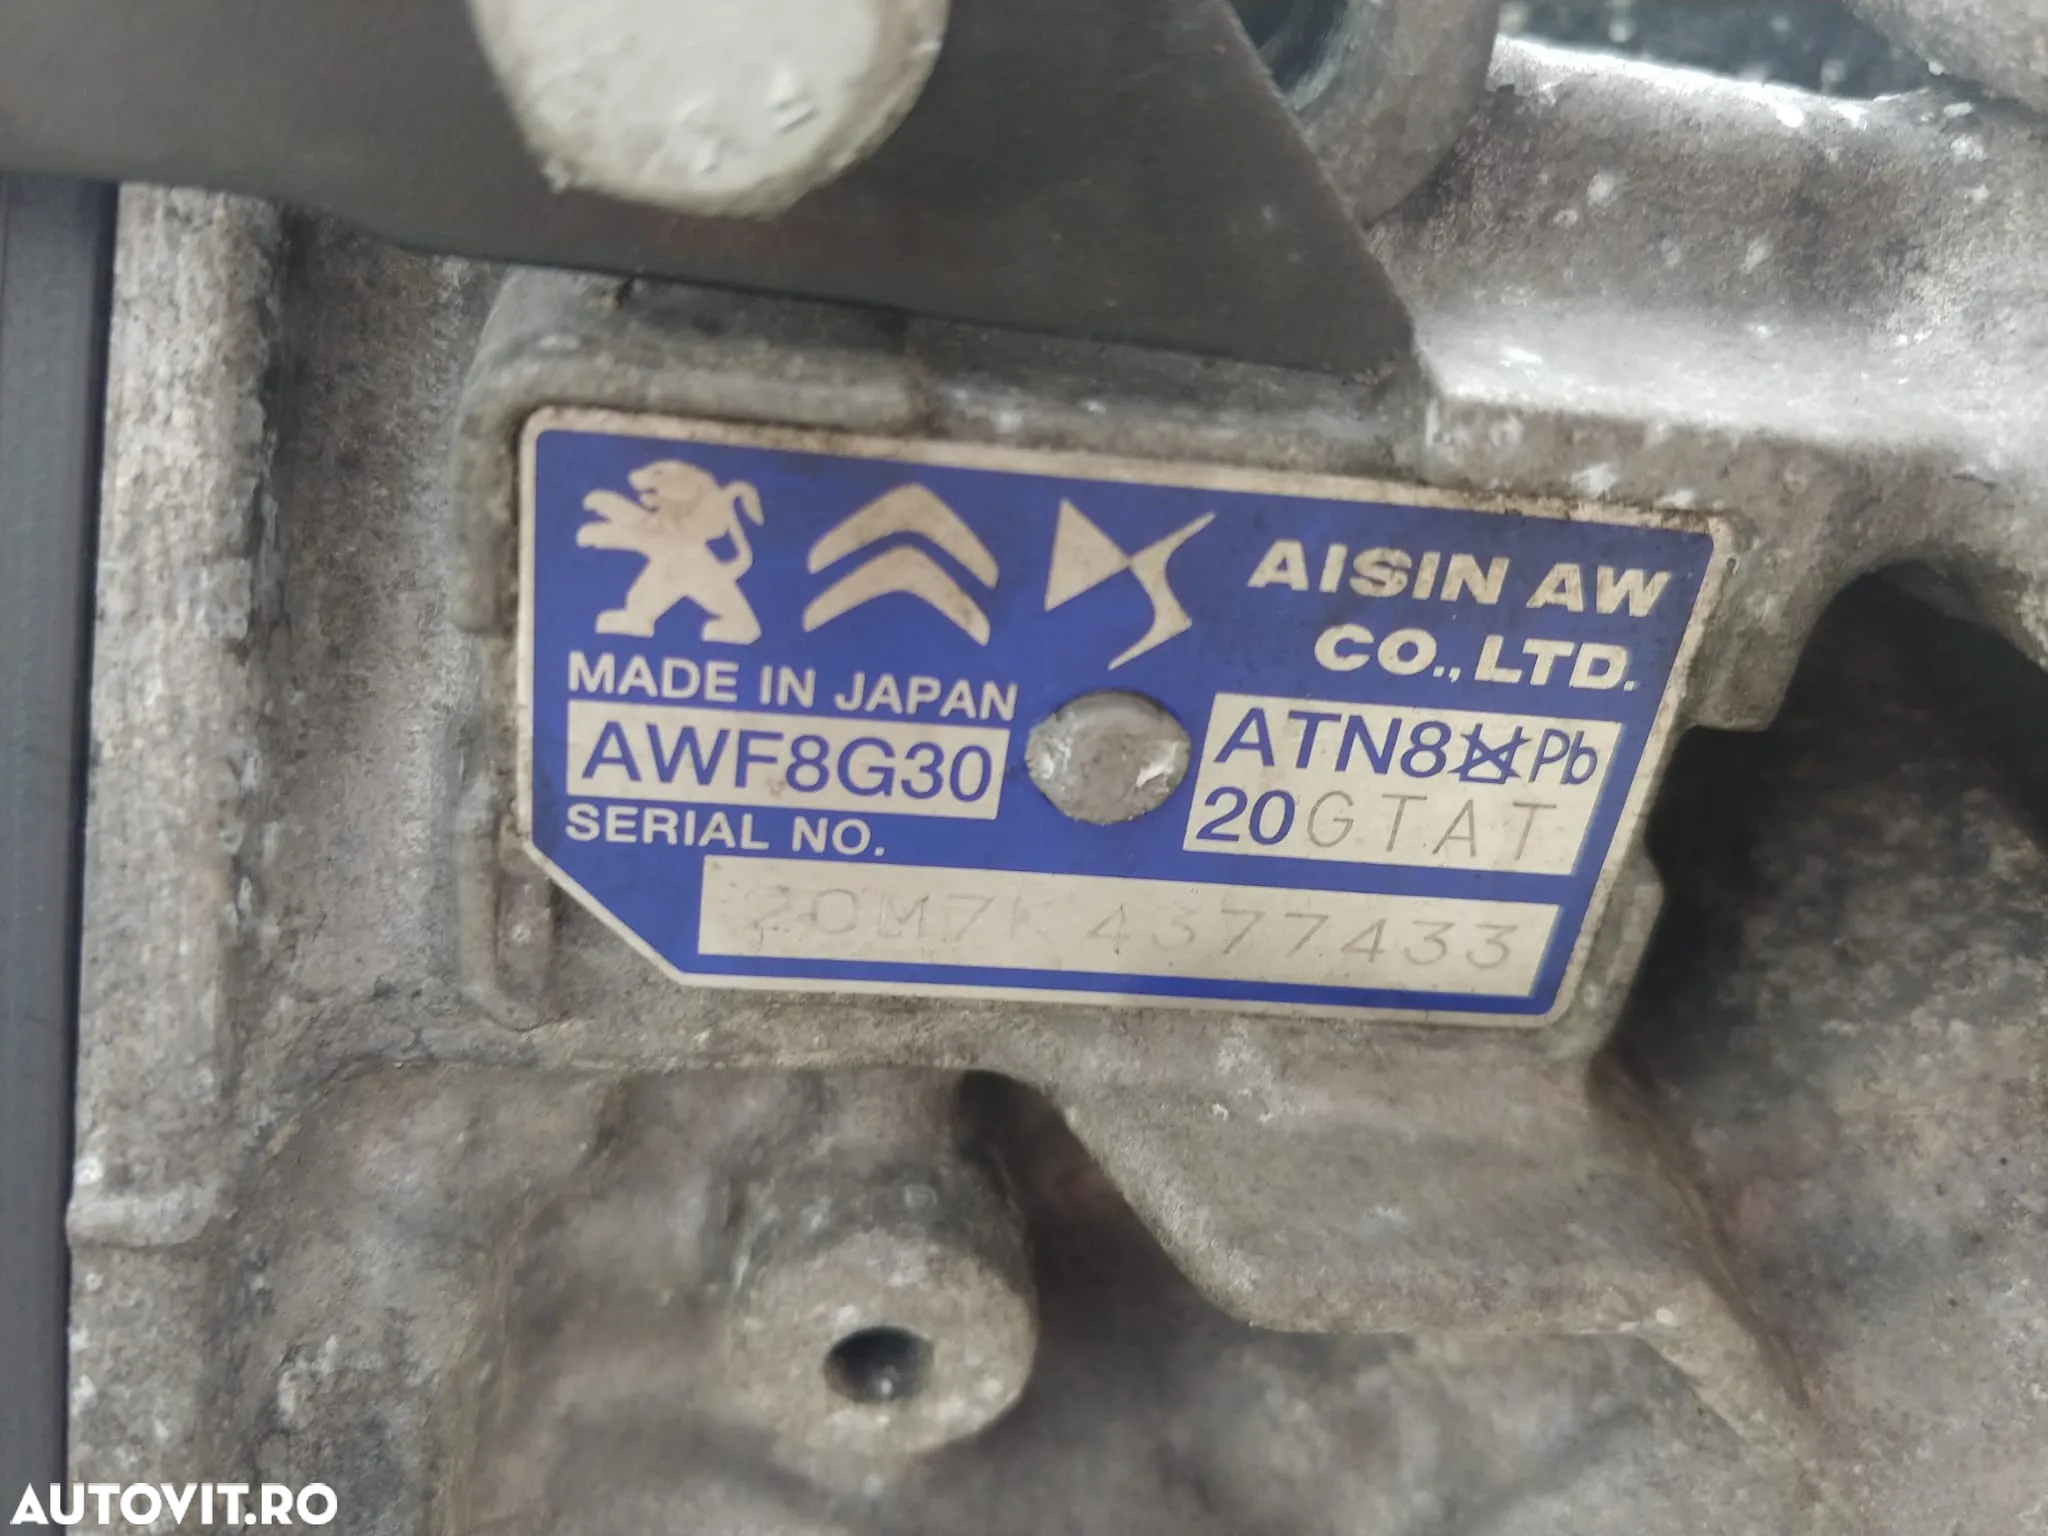 AISIN AW
CO., LTD.
MADE IN JAPAN
AWF8G30
ATN8 Pb
20GTAT
SERIAL NO.
20M7K4377433
AUTOVIT.RO